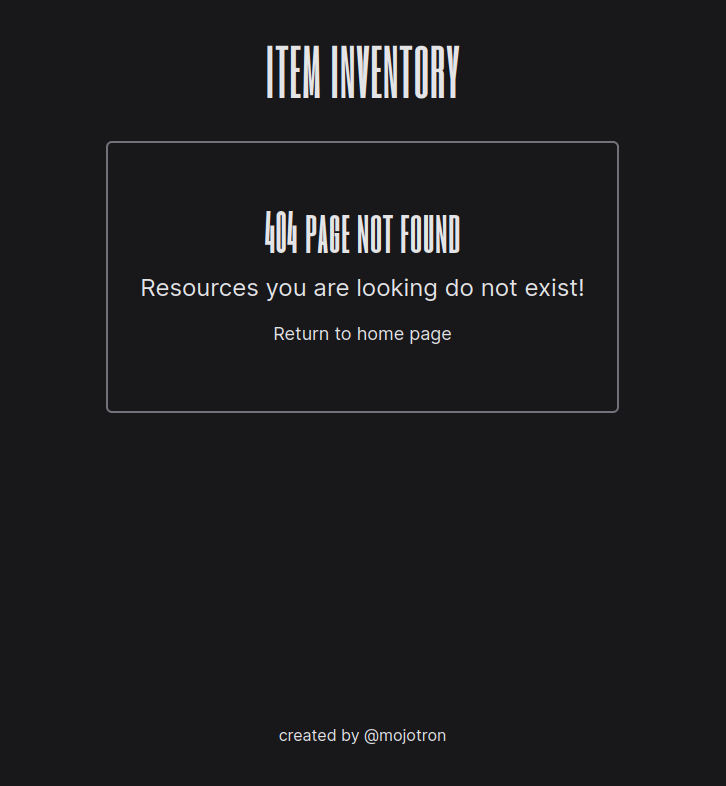 ITEM INVENTORY
404 PAGE NOT FOUND
Resources you are looking do not exist!
Return to home page
created by @mojotron